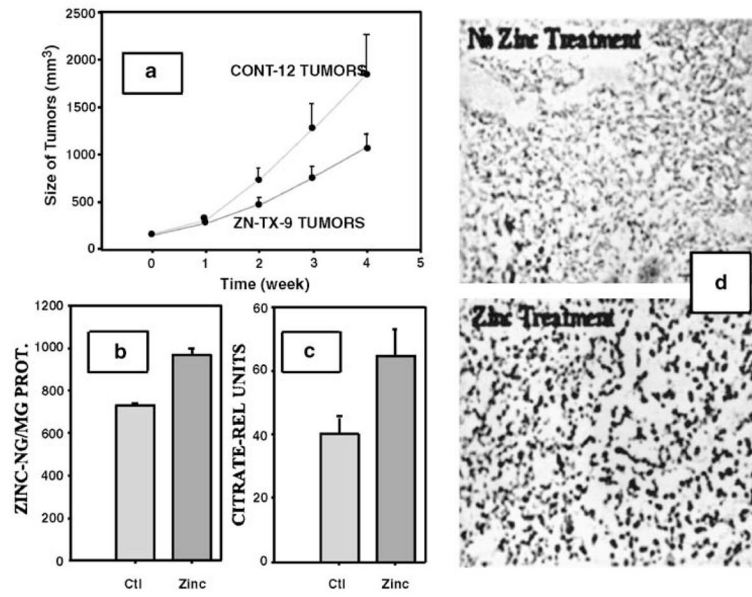 2500
2000
1500
1000
500
0
Size of Tumors (mm³)
a
CONT-12 TUMORS
ZN-TX-9 TUMORS
0 1 2 3 4 5
Time (week)
No Zinc Treatment
d
Zinc Treatment
1200
1000
800
600
400
200
0
ZINC-NG/MG PROT.
b
Ctl Zinc
60
60
40
20
0
CITRATE-REL UNITS
c
Ctl Zinc